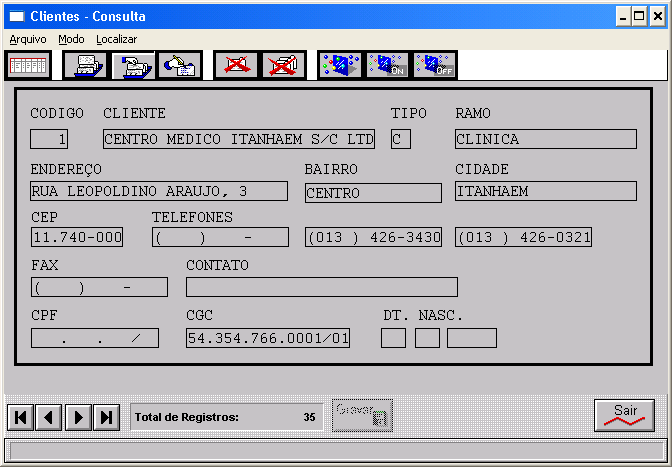 Clientes - Consulta
Arquivo Modo Localizar
ON OFF
CODIGO CLIENTE TIPO RAMO
1 CENTRO MEDICO ITANHAEM S/C LTD C CLINICA
ENDEREÇO BAIRRO CIDADE
RUA LEOPOLDINO ARAUJO, 3 CENTRO ITANHAEM
CEP TELEFONES
11.740-000 (    )    - (013 ) 426-3430 (013 ) 426-0321
FAX CONTATO
(    )    -
CPF CGC DT. NASC.
.   .   / 54.354.766.0001/01
Total de Registros: 35 Gravar Sair